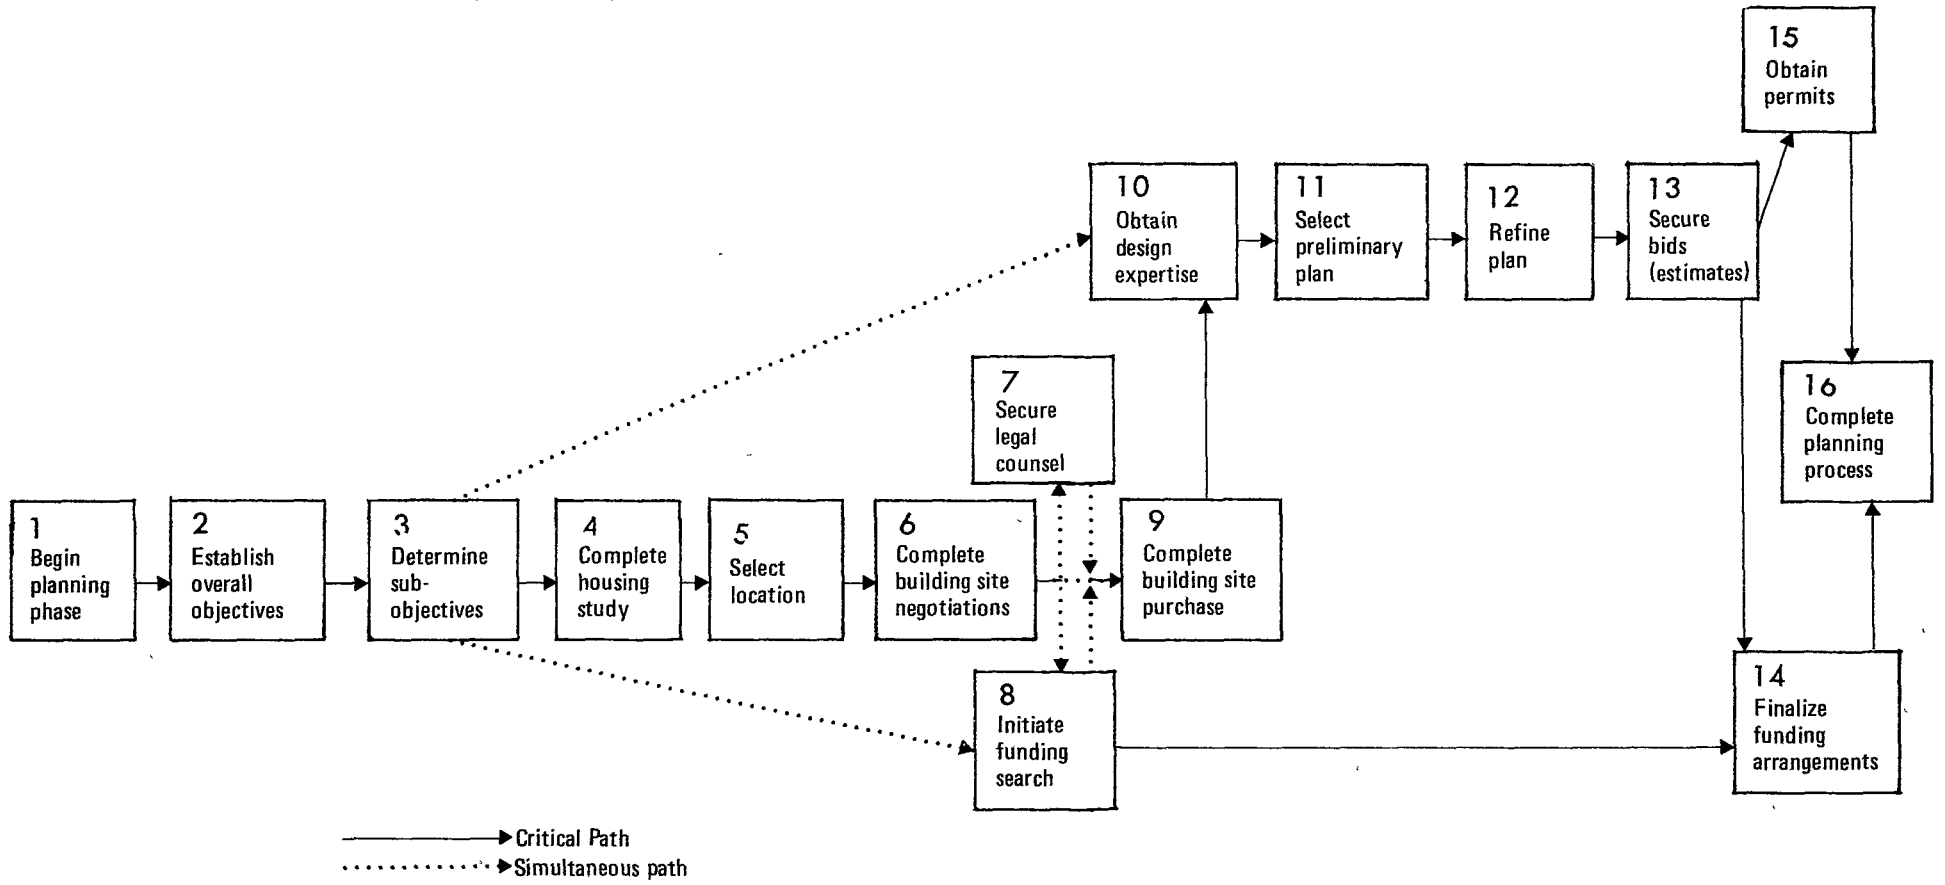 1
Begin
planning
phase
2
Establish
overall
objectives
3
Determine
sub-
objectives
4
Complete
housing
study
5
Select
location
6
Complete
building site
negotiations
7
Secure
legal
counsel
8
Initiate
funding
search
9
Complete
building site
purchase
10
Obtain
design
expertise
11
Select
preliminary
plan
12
Refine
plan
13
Secure
bids
(estimates)
14
Finalize
funding
arrangements
15
Obtain
permits
16
Complete
planning
process
Critical Path
Simultaneous path